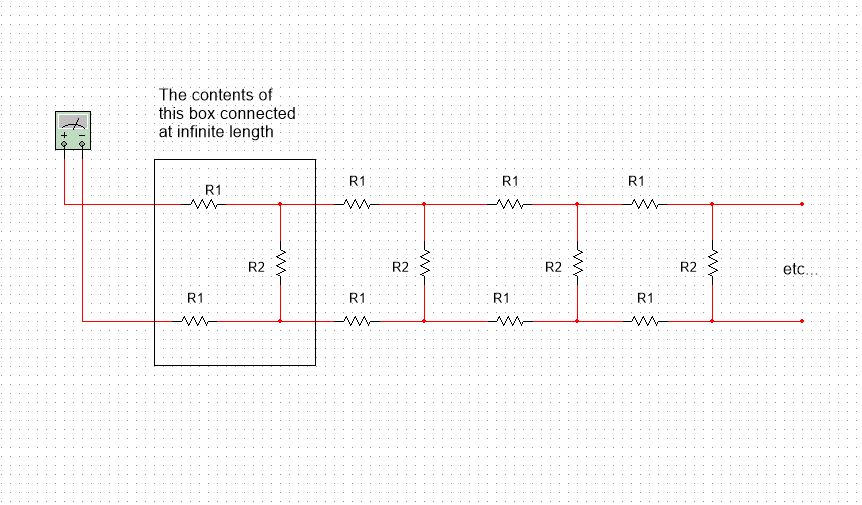 The contents of
this box connected
at infinite length
+ −
R1 R1 R1 R1
R2 R2 R2 R2 etc...
R1 R1 R1 R1